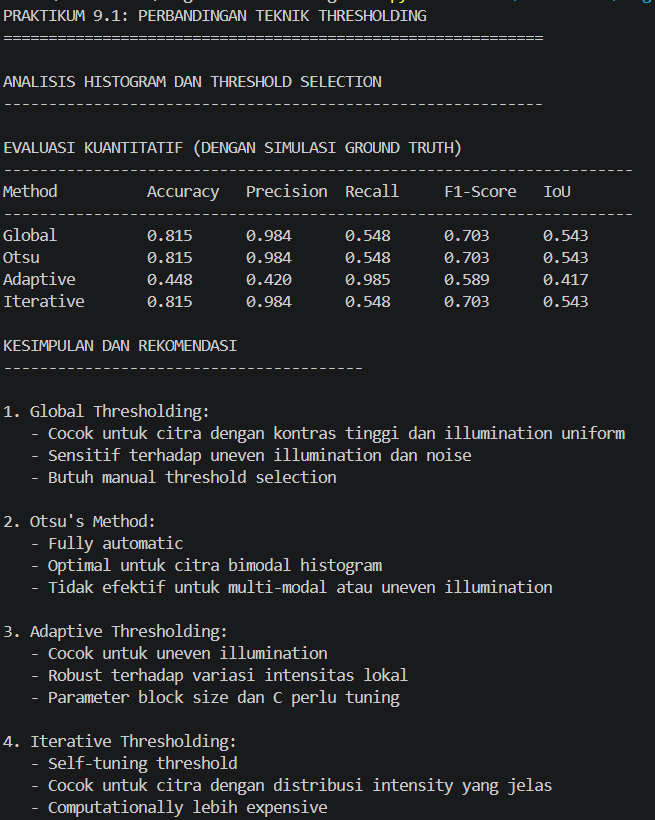 PRAKTIKUM 9.1: PERBANDINGAN TEKNIK THRESHOLDING
============================================================
ANALISIS HISTOGRAM DAN THRESHOLD SELECTION
------------------------------------------------------------
EVALUASI KUANTITATIF (DENGAN SIMULASI GROUND TRUTH)
----------------------------------------------------------------------
Method          Accuracy   Precision  Recall     F1-Score   IoU
----------------------------------------------------------------------
Global          0.815      0.984      0.548      0.703      0.543
Otsu            0.815      0.984      0.548      0.703      0.543
Adaptive        0.448      0.420      0.985      0.589      0.417
Iterative       0.815      0.984      0.548      0.703      0.543
KESIMPULAN DAN REKOMENDASI
----------------------------------------
1. Global Thresholding:
   - Cocok untuk citra dengan kontras tinggi dan illumination uniform
   - Sensitif terhadap uneven illumination dan noise
   - Butuh manual threshold selection
2. Otsu's Method:
   - Fully automatic
   - Optimal untuk citra bimodal histogram
   - Tidak efektif untuk multi-modal atau uneven illumination
3. Adaptive Thresholding:
   - Cocok untuk uneven illumination
   - Robust terhadap variasi intensitas lokal
   - Parameter block size dan C perlu tuning
4. Iterative Thresholding:
   - Self-tuning threshold
   - Cocok untuk citra dengan distribusi intensity yang jelas
   - Computationally lebih expensive